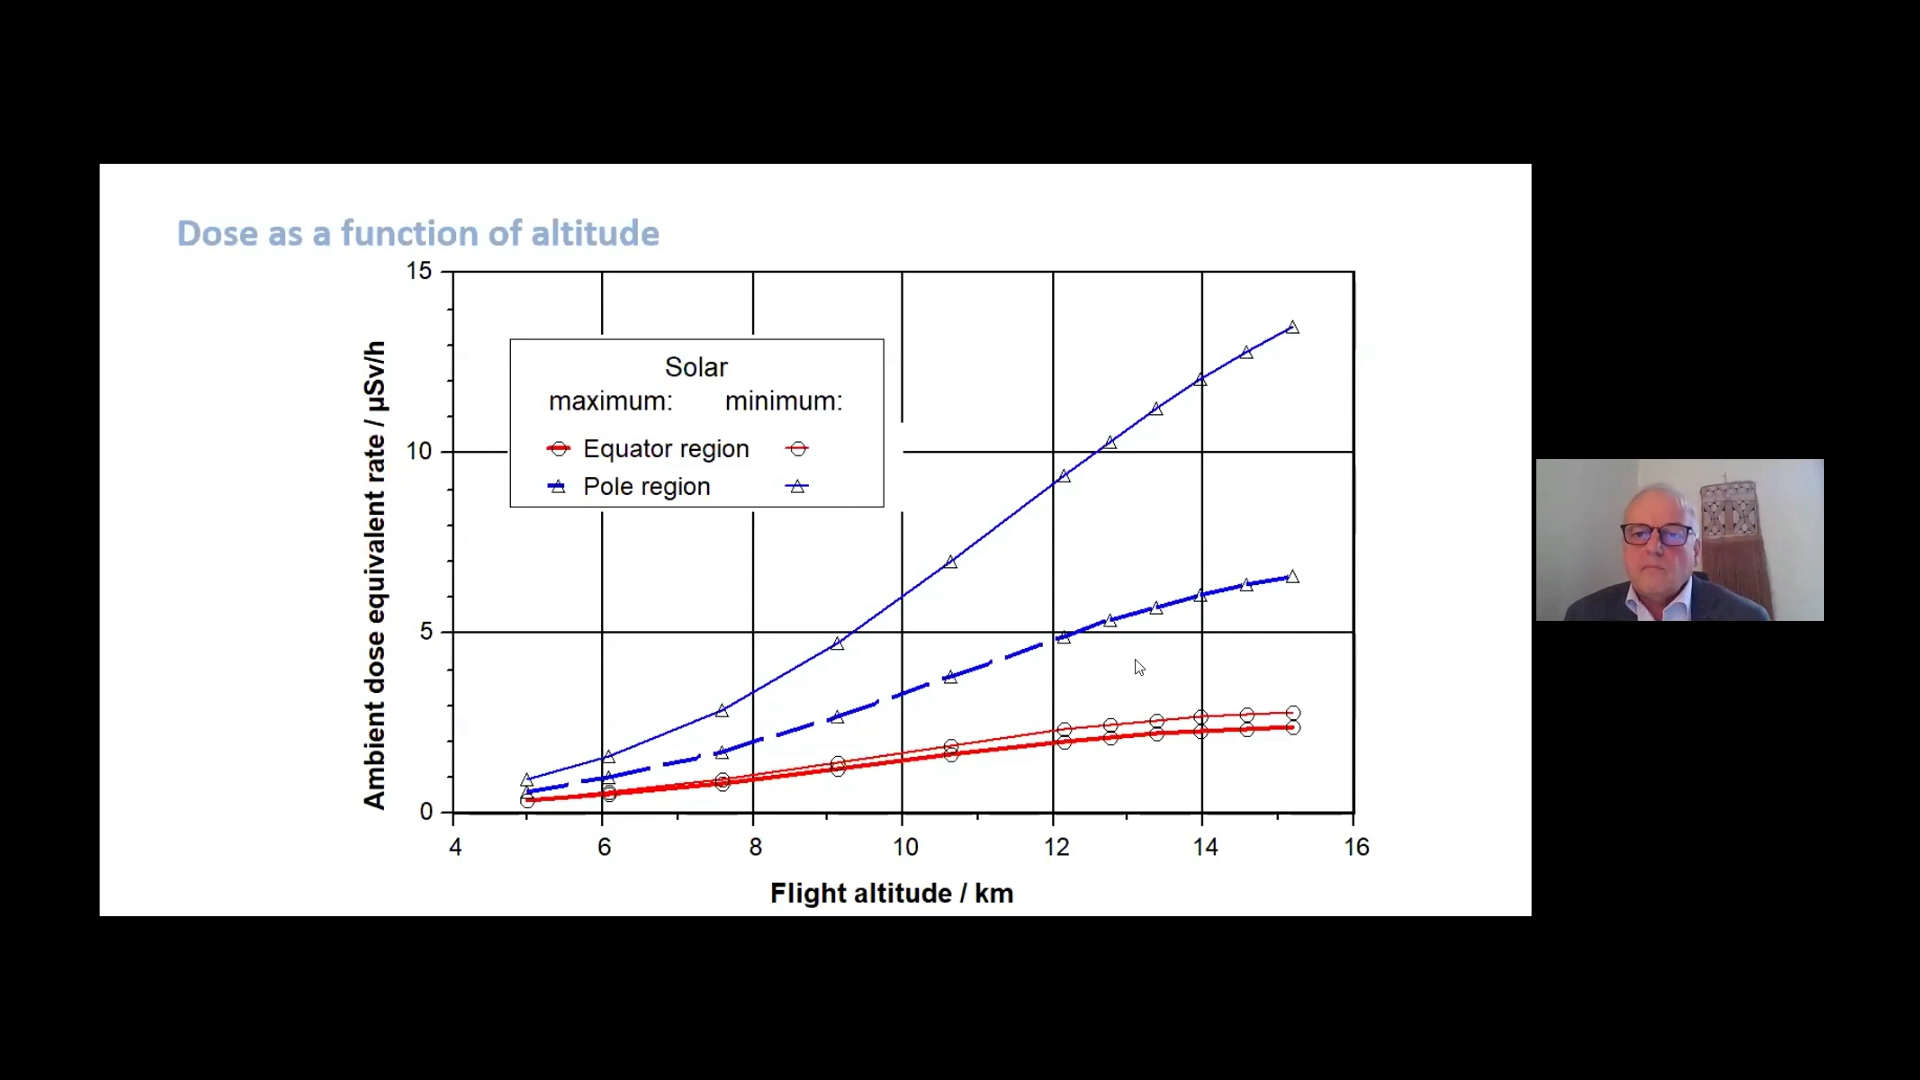 Dose as a function of altitude
15
10
5
0
Ambient dose equivalent rate / µSv/h
Solar
maximum: minimum:
Equator region
Pole region
4 6 8 10 12 14 16
Flight altitude / km